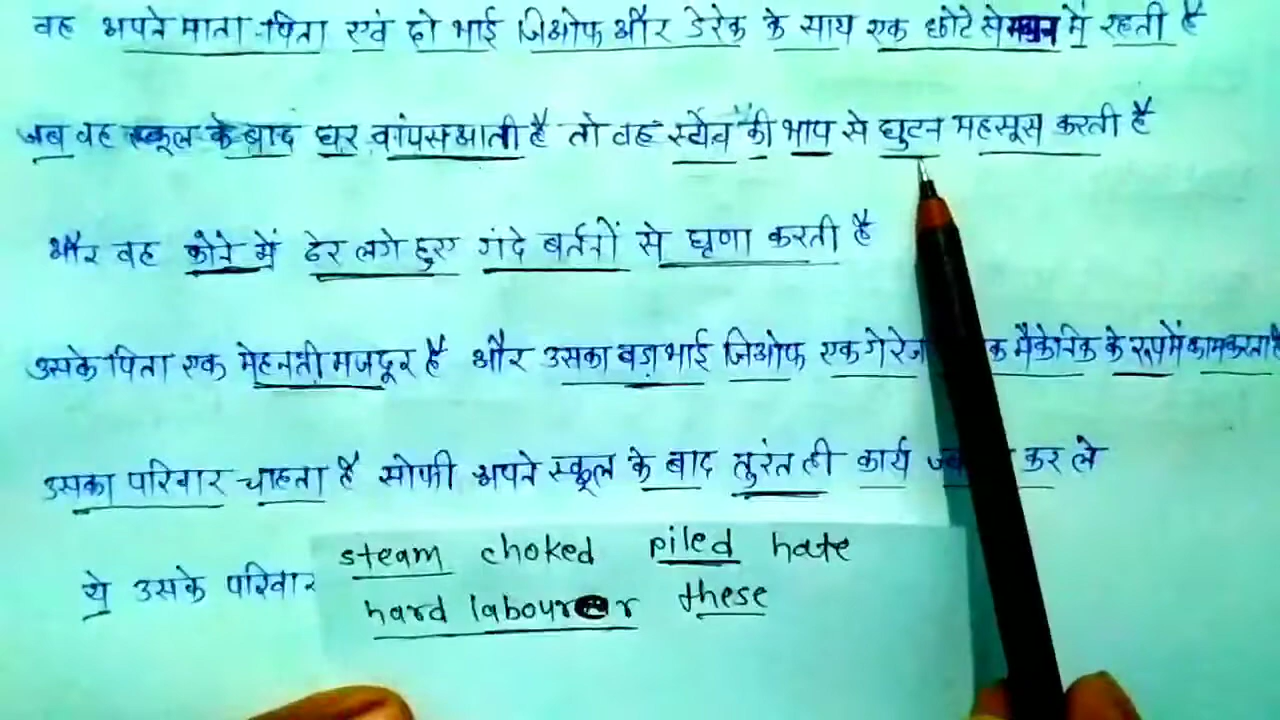 वह अपने माता-पिता एवं दो भाई जिओफ और डेरेक के साथ एक छोटे से मकान में रहती है
जब वह स्कूल के बाद घर वापस आती है तो वह स्टोव की भाप से घुटन महसूस करती है
और वह कोने में ढेर लगे हुए गंदे बर्तनों से घृणा करती है
उसके पिता एक मेहनती मजदूर है और उसका बड़ा भाई जिओफ एक गेरेज मैकेनिक के रूप में काम करता है
उसका परिवार चाहता है सोफी अपने स्कूल के बाद तुरंत ही कार्य कर ले
ये उसके परिवार
steam choked piled hate
hard labourer these